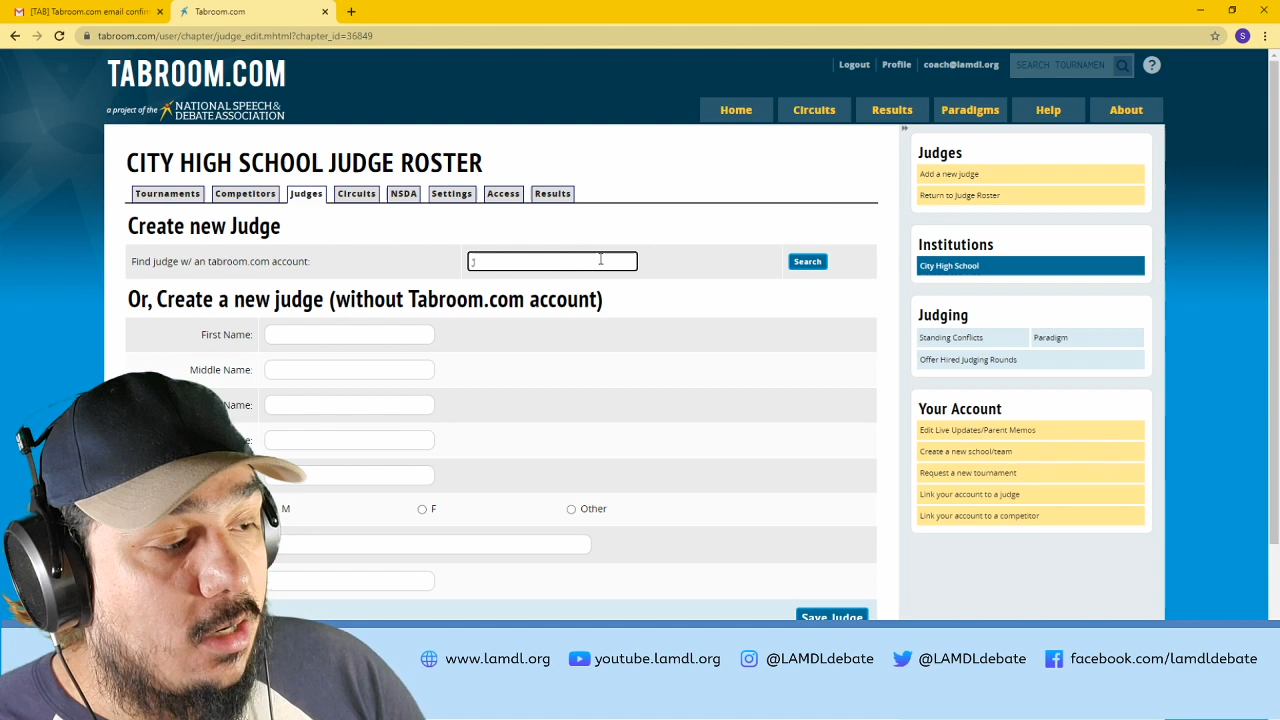 [TAB] Tabroom.com email confirm
Tabroom.com
tabroom.com/user/chapter/judge_edit.mhtml?chapter_id=36849
S
TABROOM.COM
a project of the NATIONAL SPEECH & DEBATE ASSOCIATION
Logout Profile coach@lamdl.org SEARCH TOURNAMEN ?
Home Circuits Results Paradigms Help About
CITY HIGH SCHOOL JUDGE ROSTER
Tournaments Competitors Judges Circuits NSDA Settings Access Results
Create new Judge
Find judge w/ an tabroom.com account: Search
Or, Create a new judge (without Tabroom.com account)
First Name:
Middle Name:
Name:
M F Other
Save Judge
Judges
Add a new judge
Return to Judge Roster
Institutions
City High School
Judging
Standing Conflicts Paradigm
Offer Hired Judging Rounds
Your Account
Edit Live Updates/Parent Memos
Create a new school/team
Request a new tournament
Link your account to a judge
Link your account to a competitor
www.lamdl.org youtube.lamdl.org @LAMDLdebate @LAMDLdebate facebook.com/lamdldebate